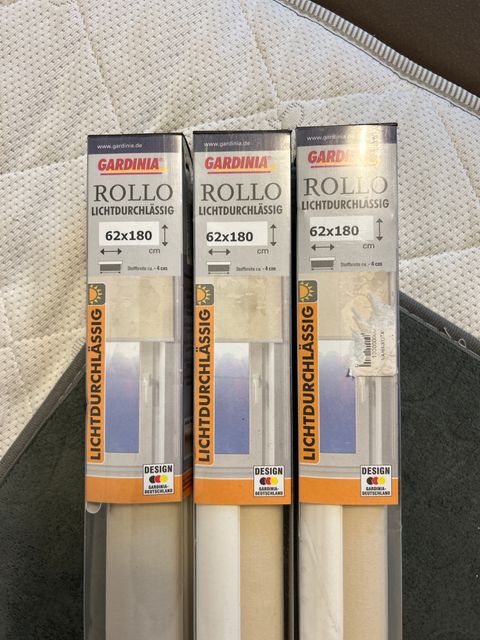 www.gardinia.de
GARDINIA®
ROLLO
LICHTDURCHLÄSSIG
62x180
cm
Stoffbreite ca. - 4 cm
LICHTDURCHLÄSSIG
DESIGN
GARDINIA-
DEUTSCHLAND
www.gardinia.de
GARDINIA®
ROLLO
LICHTDURCHLÄSSIG
62x180
cm
Stoffbreite ca. - 4 cm
LICHTDURCHLÄSSIG
DESIGN
GARDINIA-
DEUTSCHLAND
www.gardinia.de
GARDINIA
ROLLO
LICHTDURCHLÄSSIG
62x180
cm
Stoffbreite ca. - 4 cm
LICHTDURCHLÄSSIG
DESIGN
GARDINIA-
DEUTSCHLAND